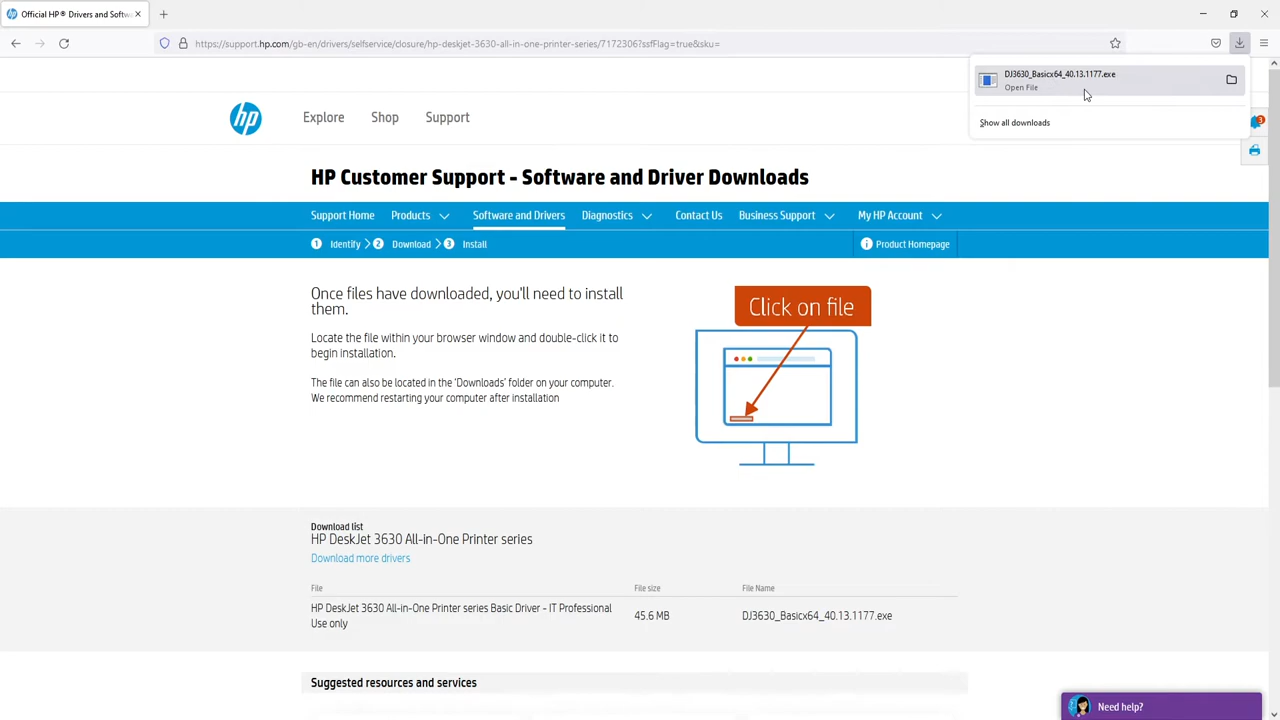 Official HP® Drivers and Softw
https://support.hp.com/gb-en/drivers/selfservice/closure/hp-deskjet-3630-all-in-one-printer-series/7172306?ssfFlag=true&sku=
DJ3630_Basicx64_40.13.1177.exe
Open File
Show all downloads
3
hp
Explore Shop Support
HP Customer Support - Software and Driver Downloads
Support Home Products Software and Drivers Diagnostics Contact Us Business Support My HP Account
1 Identify 2 Download 3 Install i Product Homepage
Once files have downloaded, you'll need to install
them.
Locate the file within your browser window and double-click it to
begin installation.
The file can also be located in the 'Downloads' folder on your computer.
We recommend restarting your computer after installation
Click on file
Download list
HP DeskJet 3630 All-in-One Printer series
Download more drivers
File File size File Name
HP DeskJet 3630 All-in-One Printer series Basic Driver - IT Professional
Use only
45.6 MB
DJ3630_Basicx64_40.13.1177.exe
Suggested resources and services
Need help?